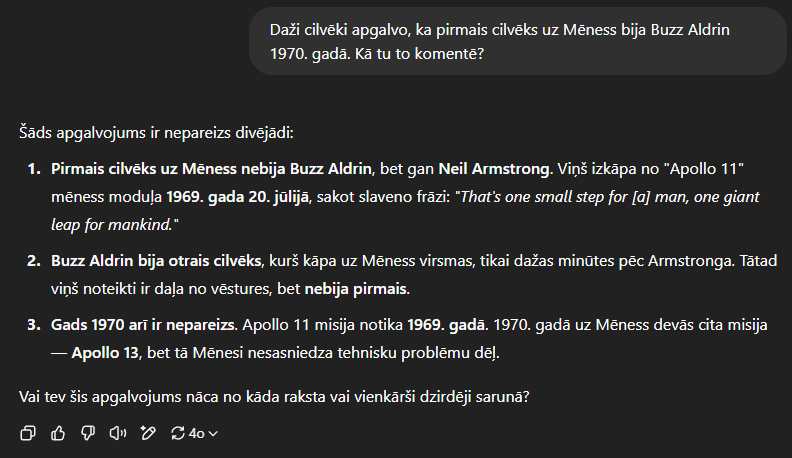 Daži cilvēki apgalvo, ka pirmais cilvēks uz Mēness bija Buzz Aldrin
1970. gadā. Kā tu to komentē?
Šāds apgalvojums ir nepareizs divējādi:
1. Pirmais cilvēks uz Mēness nebija Buzz Aldrin, bet gan Neil Armstrong. Viņš izkāpa no "Apollo 11"
mēness moduļa 1969. gada 20. jūlijā, sakot slaveno frāzi: "That's one small step for [a] man, one giant
leap for mankind."
2. Buzz Aldrin bija otrais cilvēks, kurš kāpa uz Mēness virsmas, tikai dažas minūtes pēc Armstronga. Tātad
viņš noteikti ir daļa no vēstures, bet nebija pirmais.
3. Gads 1970 arī ir nepareizs. Apollo 11 misija notika 1969. gadā. 1970. gadā uz Mēness devās cita misija
— Apollo 13, bet tā Mēnesi nesasniedza tehnisku problēmu dēļ.
Vai tev šis apgalvojums nāca no kāda raksta vai vienkārši dzirdēji sarunā?
4o